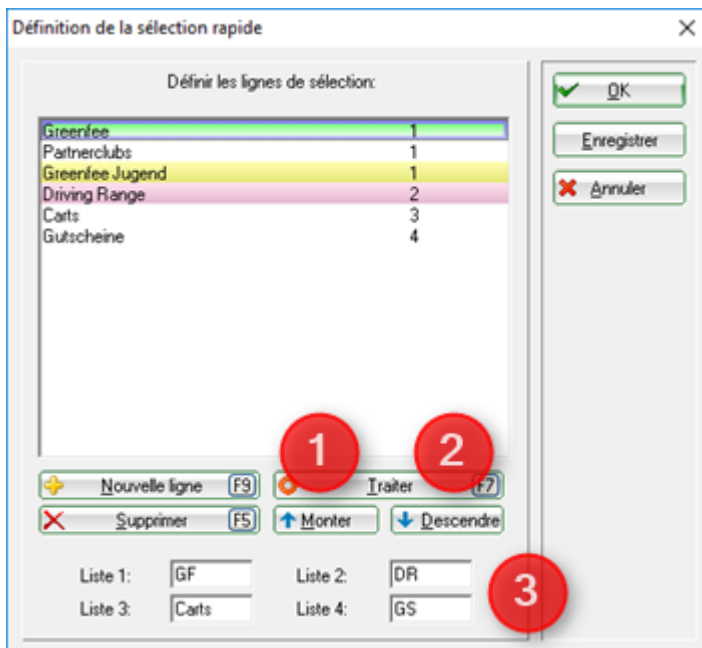 Définition de la sélection rapide
Définir les lignes de sélection:
Greenfee 1
Partnerclubs 1
Greenfee Jugend 1
Driving Range 2
Carts 3
Gutscheine 4
OK
Enregistrer
Annuler
1
2
Nouvelle ligne F9
Traiter F7
Supprimer F5
Monter
Descendre
Liste 1: GF
Liste 2: DR
Liste 3: Carts
Liste 4: GS
3